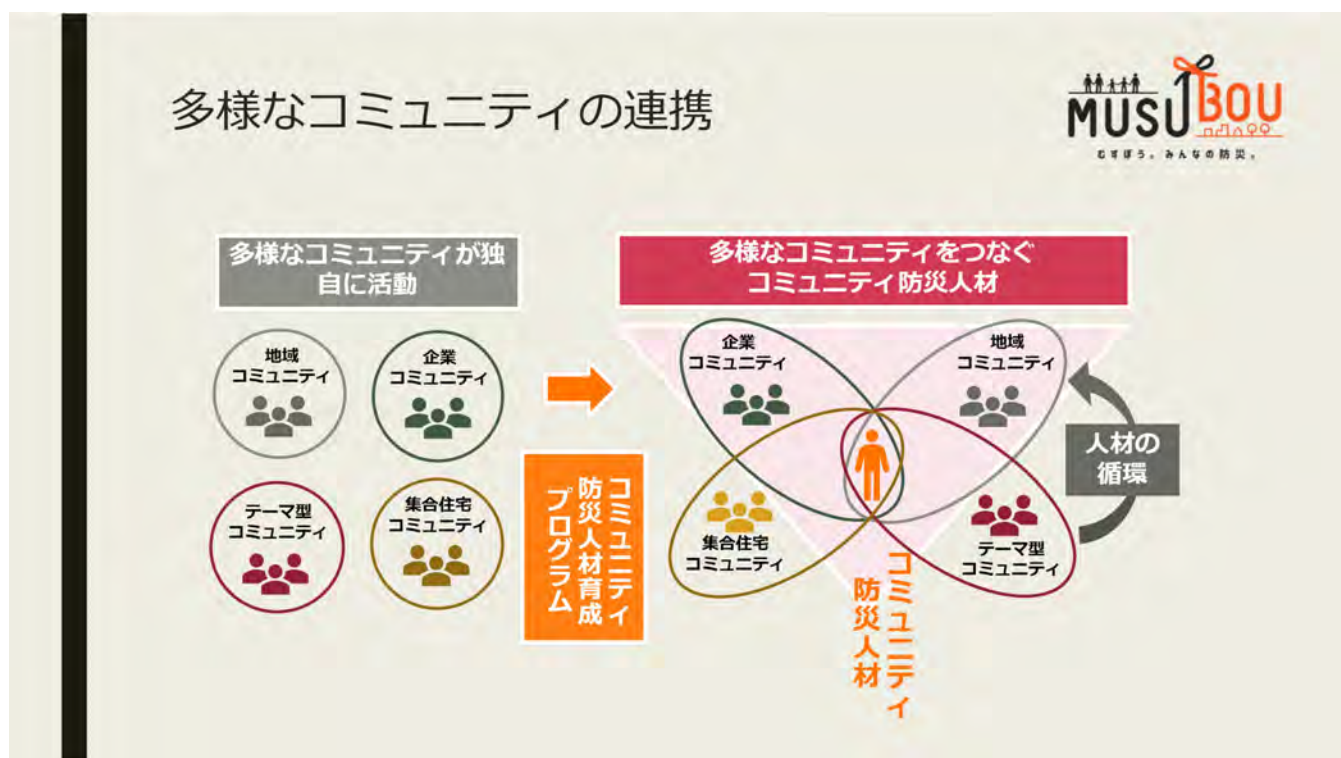 多様なコミュニティの連携
MUSUBOU
むすぼう。みんなの防災。
多様なコミュニティが独
自に活動
地域
コミュニティ
企業
コミュニティ
テーマ型
コミュニティ
集合住宅
コミュニティ
コミュニティ
防災人材育成
プログラム
多様なコミュニティをつなぐ
コミュニティ防災人材
企業
コミュニティ
地域
コミュニティ
集合住宅
コミュニティ
テーマ型
コミュニティ
人材の
循環
コミュニティ
防災人材